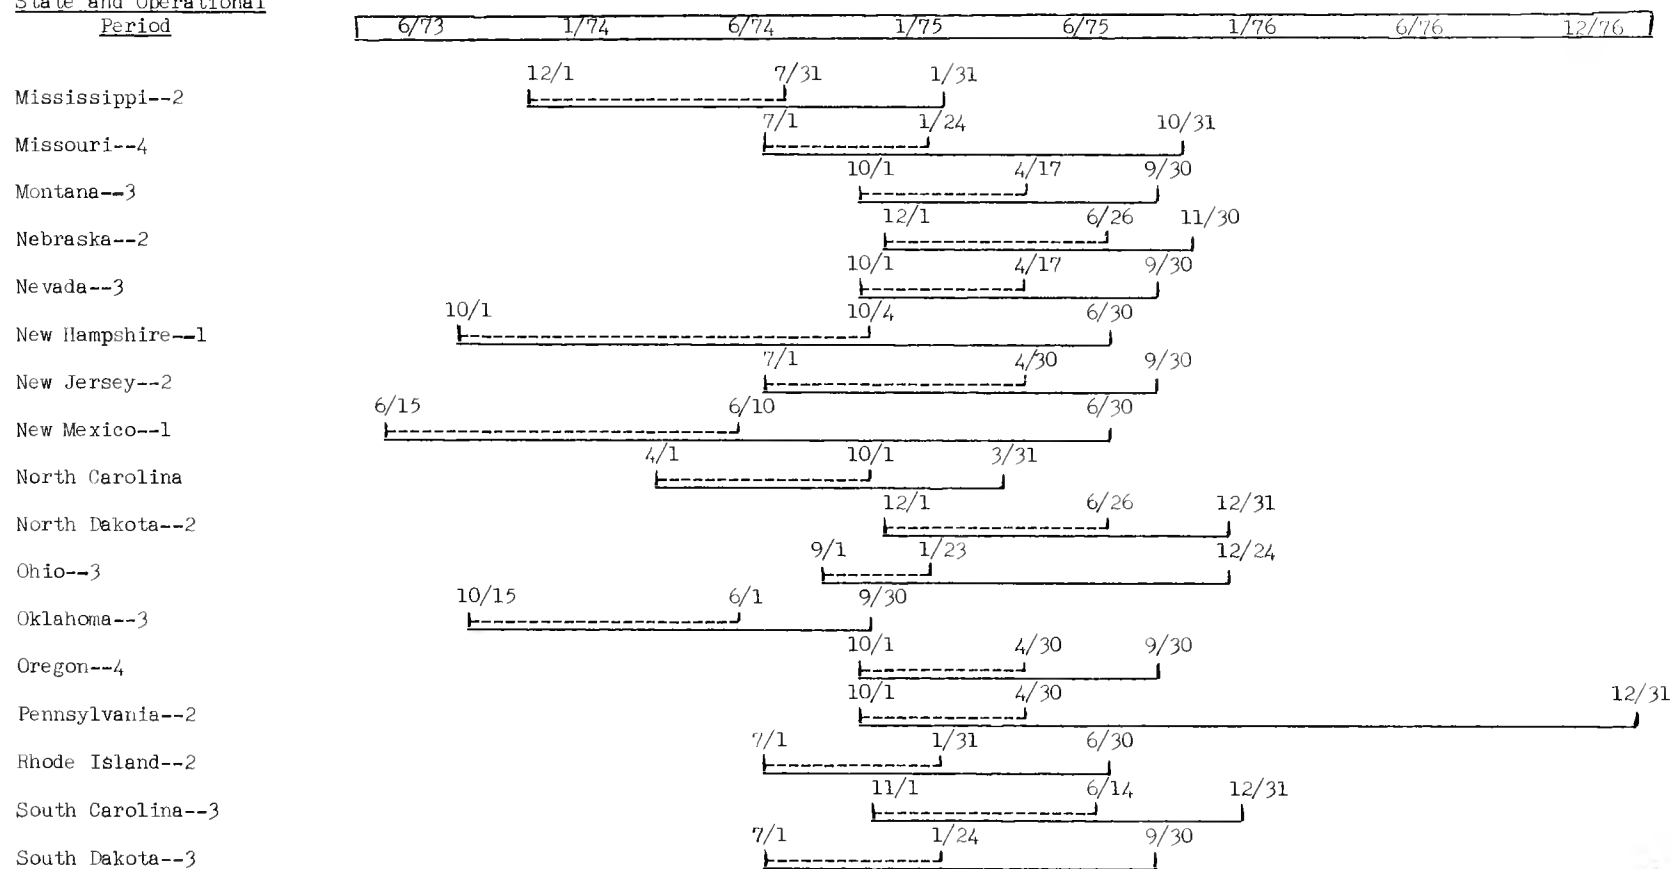 State and Operational
Period
6/73 1/74 6/74 1/75 6/75 1/76 6/76 12/76
12/1 7/31 1/31
Mississippi--2
7/1 1/24 10/31
Missouri--4
10/1 4/17 9/30
Montana--3
12/1 6/26 11/30
Nebraska--2
10/1 4/17 9/30
Nevada--3
10/1 10/4 6/30
New Hampshire--1
7/1 4/30 9/30
New Jersey--2
6/15 6/10 6/30
New Mexico--1
4/1 10/1 3/31
North Carolina
12/1 6/26 12/31
North Dakota--2
9/1 1/23 12/24
Ohio--3
10/15 6/1 9/30
Oklahoma--3
10/1 4/30 9/30
Oregon--4
10/1 4/30 12/31
Pennsylvania--2
7/1 1/31 6/30
Rhode Island--2
11/1 6/14 12/31
South Carolina--3
7/1 1/24 9/30
South Dakota--3